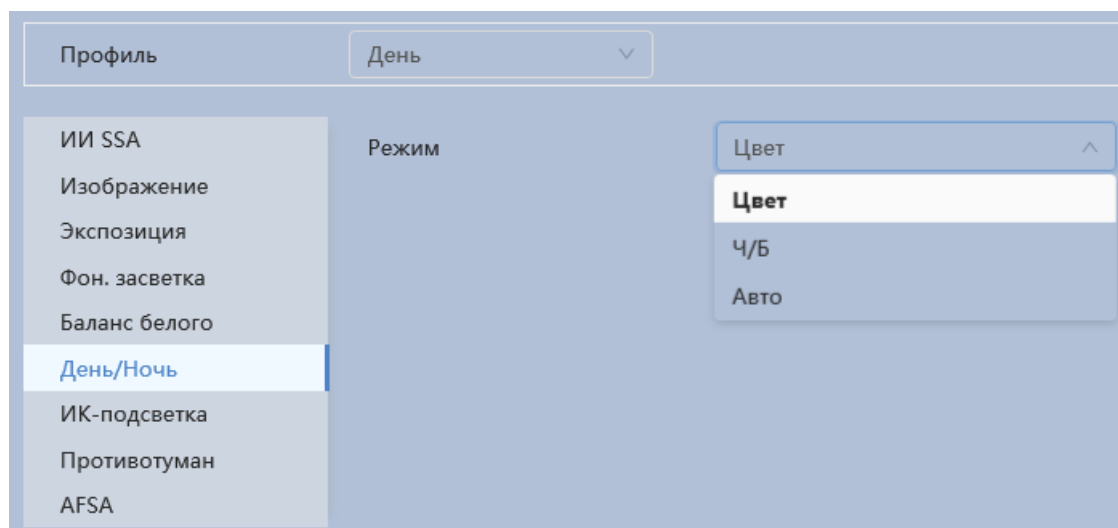 Профиль
День
ИИ SSA
Режим
Цвет
Изображение
Цвет
Экспозиция
Ч/Б
Фон. засветка
Авто
Баланс белого
День/Ночь
ИК-подсветка
Противотуман
AFSA